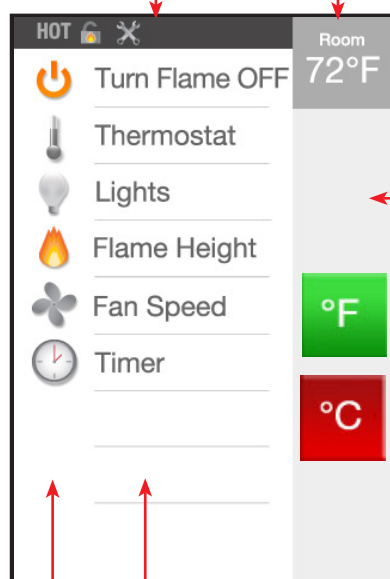 HOT
Room
72°F
Turn Flame OFF
Thermostat
Lights
Flame Height
Fan Speed
°F
Timer
°C